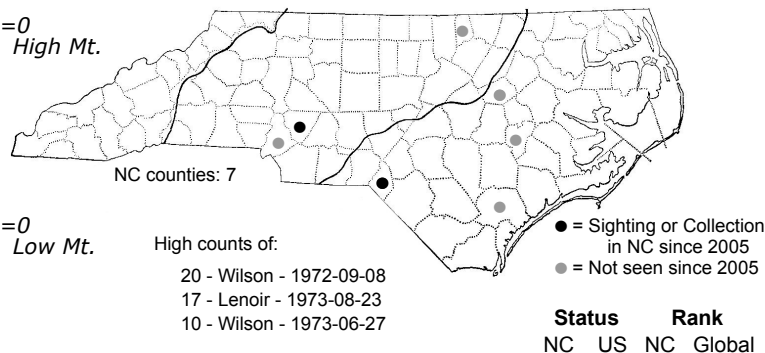 =0
High Mt.
NC counties: 7
=0
Low Mt.
High counts of:
20 - Wilson - 1972-09-08
17 - Lenoir - 1973-08-23
10 - Wilson - 1973-06-27
= Sighting or Collection
in NC since 2005
= Not seen since 2005
Status Rank
NC US NC Global